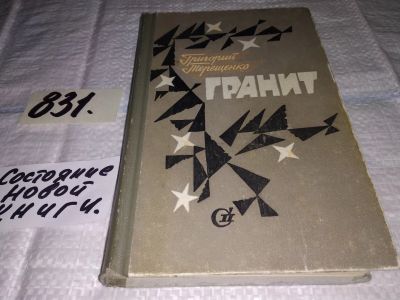 831.
Состояние
новой
книги.
Григорий
Терещенко
ГРАНИТ